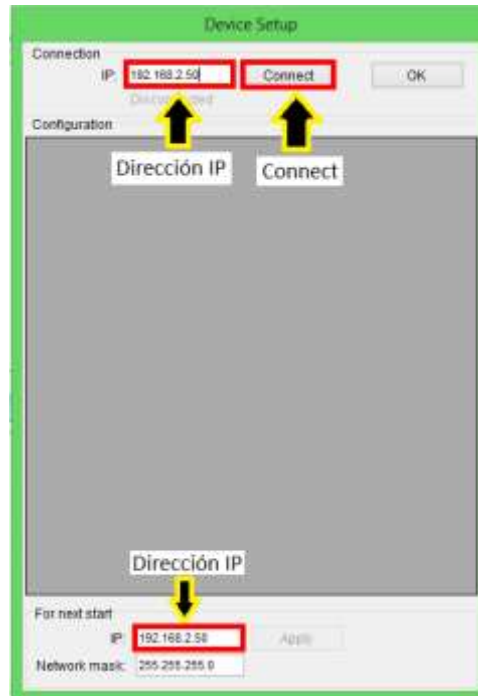 Device Setup
Connection
IP: 192.168.2.50 Connect OK
Configuration
Dirección IP Connect
Dirección IP
For next start
IP: 192.168.2.50 Apply
Network mask: 255.255.255.0